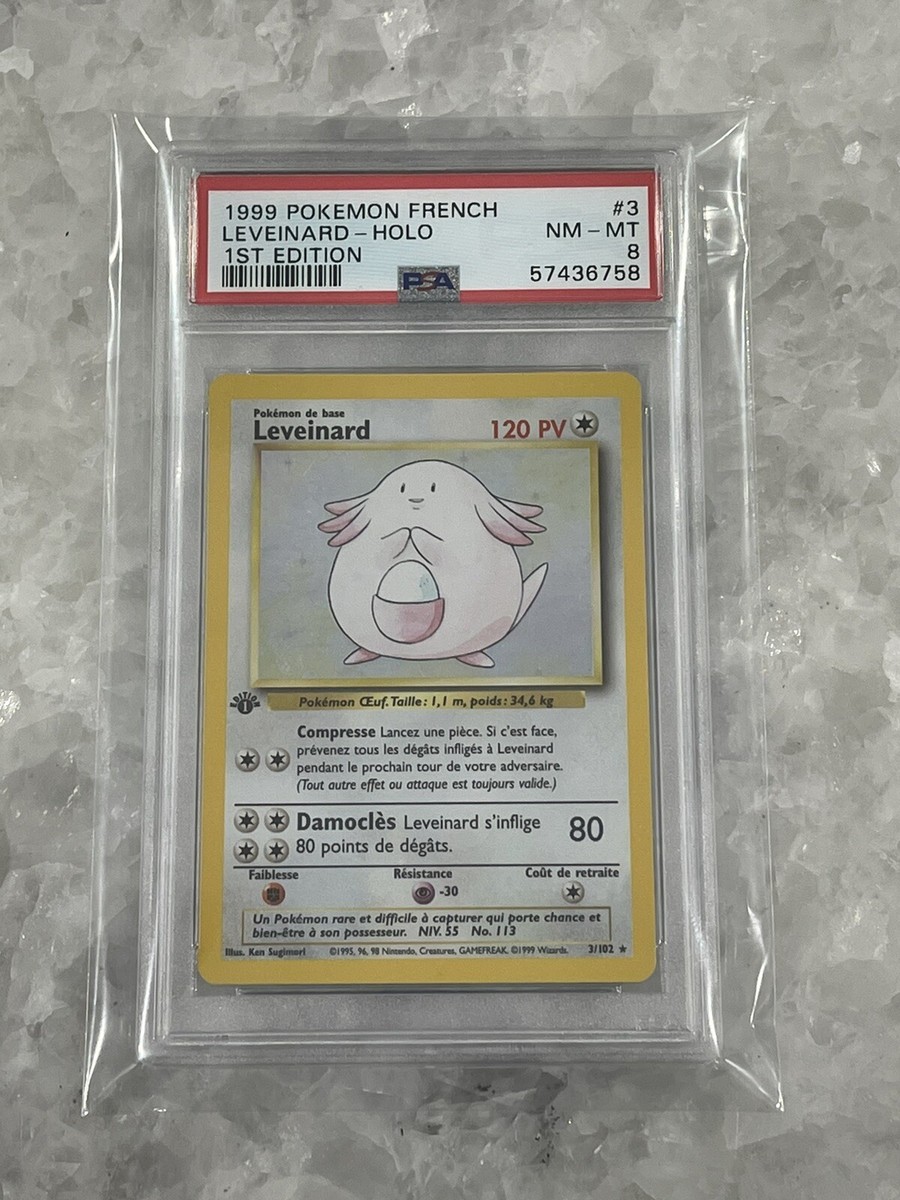 1999 POKEMON FRENCH #3
LEVEINARD - HOLO NM - MT
1ST EDITION 8
PSA 57436758
Pokémon de base
Leveinard 120 PV
EDITION 1
Pokémon Œuf. Taille: 1,1 m, poids: 34,6 kg
Compresse Lancez une pièce. Si c'est face,
prévenez tous les dégâts infligés à Leveinard
pendant le prochain tour de votre adversaire.
(Tout autre effet ou attaque est toujours valide.)
Damoclès Leveinard s'inflige 80
80 points de dégâts.
Faiblesse Résistance Coût de retraite
-30
Un Pokémon rare et difficile à capturer qui porte chance et
bien-être à son possesseur. NIV. 55 No. 113
Illus. Ken Sugimori ©1995, 96, 98 Nintendo, Creatures, GAMEFREAK. ©1999 Wizards. 3/102 ★